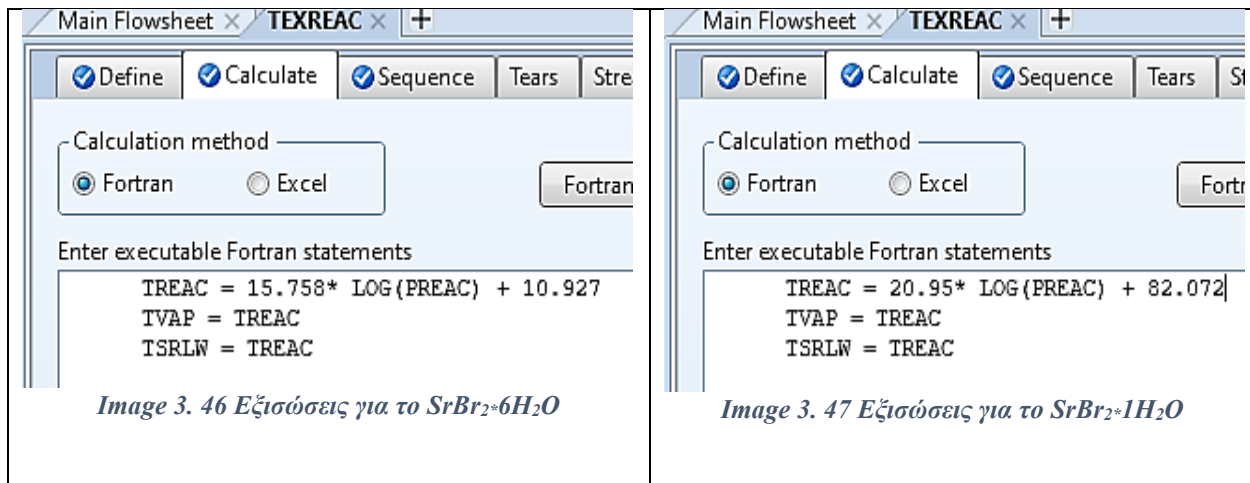 Main Flowsheet × TEXREAC × +
Define Calculate Sequence Tears Stre
Calculation method
Fortran Excel Fortran
Enter executable Fortran statements
TREAC = 15.758* LOG(PREAC) + 10.927
TVAP = TREAC
TSRLW = TREAC
Image 3. 46 Εξισώσεις για το SrBr₂*6H₂O
Main Flowsheet × TEXREAC × +
Define Calculate Sequence Tears St
Calculation method
Fortran Excel Fortr
Enter executable Fortran statements
TREAC = 20.95* LOG(PREAC) + 82.072
TVAP = TREAC
TSRLW = TREAC
Image 3. 47 Εξισώσεις για το SrBr₂*1H₂O